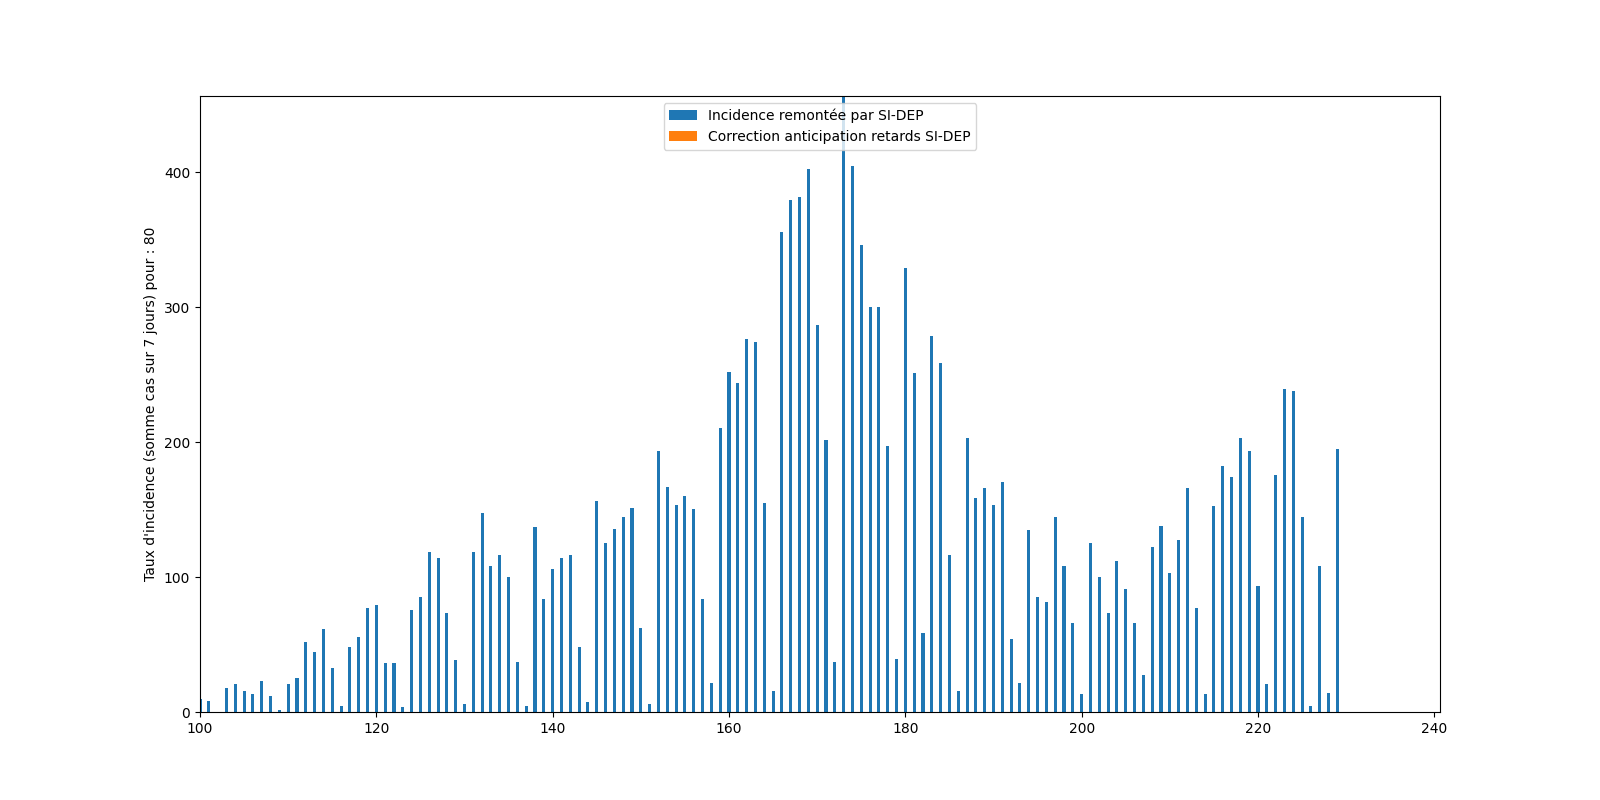 Incidence remontée par SI-DEP
Correction anticipation retards SI-DEP
Taux d'incidence (somme cas sur 7 jours) pour : 80
400
300
200
100
0
100 120 140 160 180 200 220 240